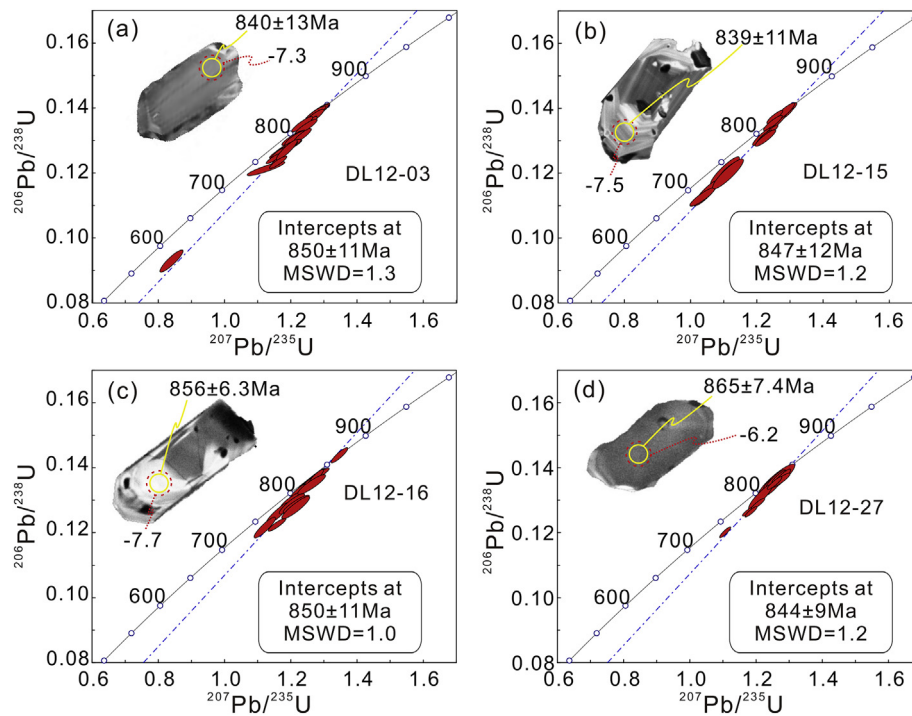 (a)
840±13Ma
-7.3
0.16
0.14
0.12
0.10
0.08
900
800
700
600
²⁰⁶Pb/²³⁸U
DL12-03
Intercepts at
850±11Ma
MSWD=1.3
0.6 0.8 1.0 1.2 1.4 1.6
²⁰⁷Pb/²³⁵U
(b)
839±11Ma
-7.5
0.16
0.14
0.12
0.10
0.08
900
800
700
600
²⁰⁶Pb/²³⁸U
DL12-15
Intercepts at
847±12Ma
MSWD=1.2
0.6 0.8 1.0 1.2 1.4 1.6
²⁰⁷Pb/²³⁵U
(c)
856±6.3Ma
-7.7
0.16
0.14
0.12
0.10
0.08
900
800
700
600
²⁰⁶Pb/²³⁸U
DL12-16
Intercepts at
850±11Ma
MSWD=1.0
0.6 0.8 1.0 1.2 1.4 1.6
²⁰⁷Pb/²³⁵U
(d)
865±7.4Ma
-6.2
0.16
0.14
0.12
0.10
0.08
900
800
700
600
²⁰⁶Pb/²³⁸U
DL12-27
Intercepts at
844±9Ma
MSWD=1.2
0.6 0.8 1.0 1.2 1.4 1.6
²⁰⁷Pb/²³⁵U